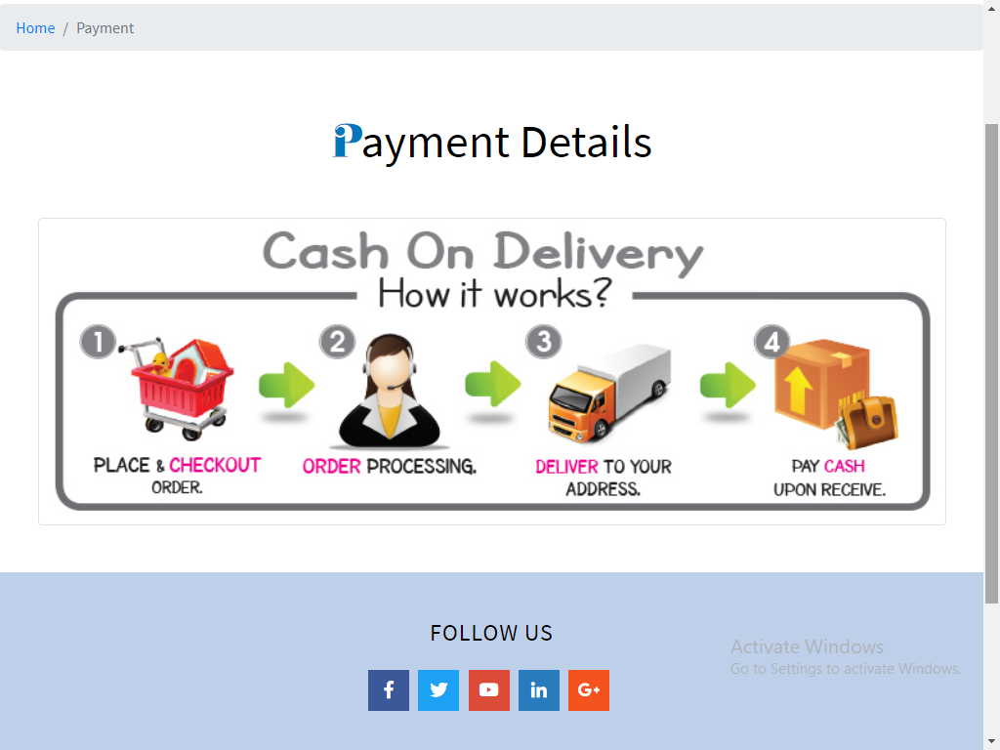 Home / Payment
Payment Details
Cash On Delivery
How it works?
1
2
3
4
PLACE & CHECKOUT
ORDER.
ORDER PROCESSING.
DELIVER TO YOUR
ADDRESS.
PAY CASH
UPON RECEIVE.
FOLLOW US
Activate Windows
Go to Settings to activate Windows.
f
in
G+